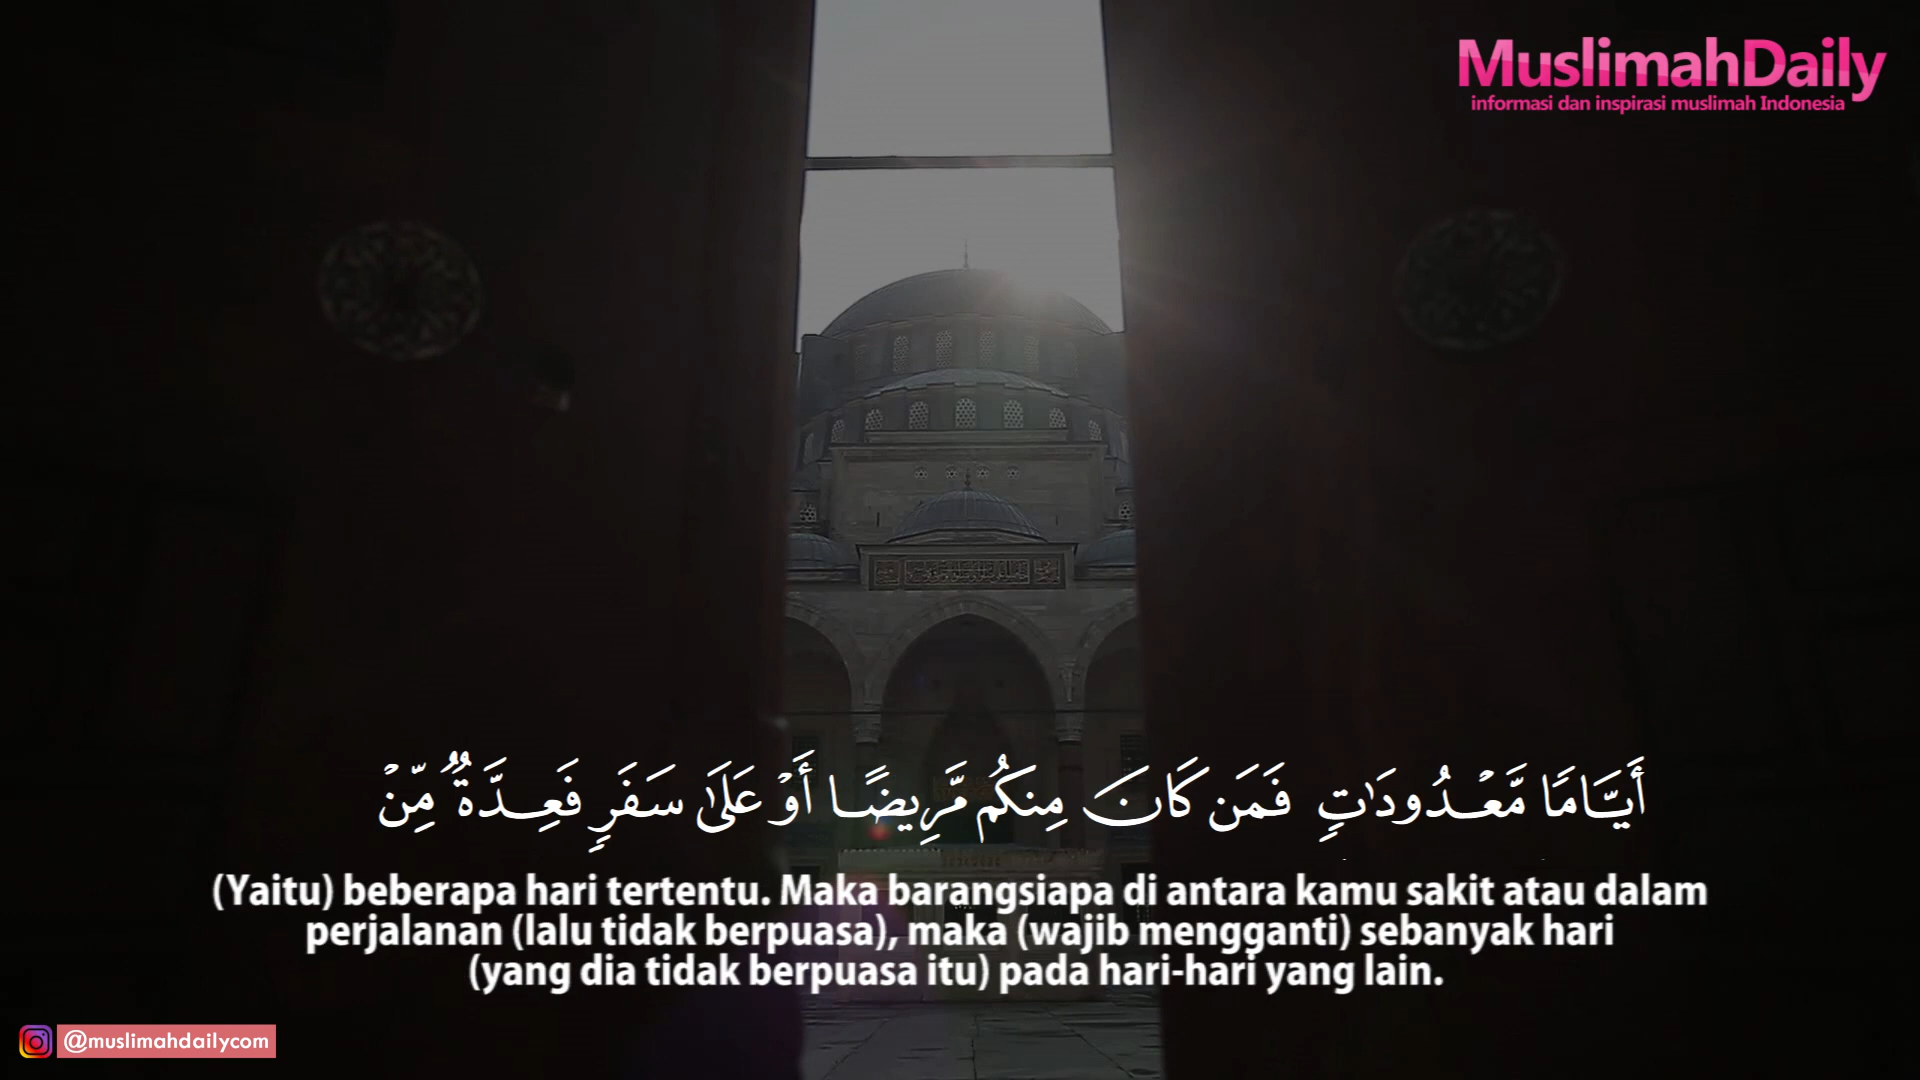 MuslimahDaily
informasi dan inspirasi muslimah Indonesia
أَيَّامًا مَّعْدُودَٰتٍ فَمَن كَانَ مِنكُم مَّرِيضًا أَوْ عَلَىٰ سَفَرٍ فَعِدَّةٌ مِّنْ
(Yaitu) beberapa hari tertentu. Maka barangsiapa di antara kamu sakit atau dalam
perjalanan (lalu tidak berpuasa), maka (wajib mengganti) sebanyak hari
(yang dia tidak berpuasa itu) pada hari-hari yang lain.
@muslimahdailycom